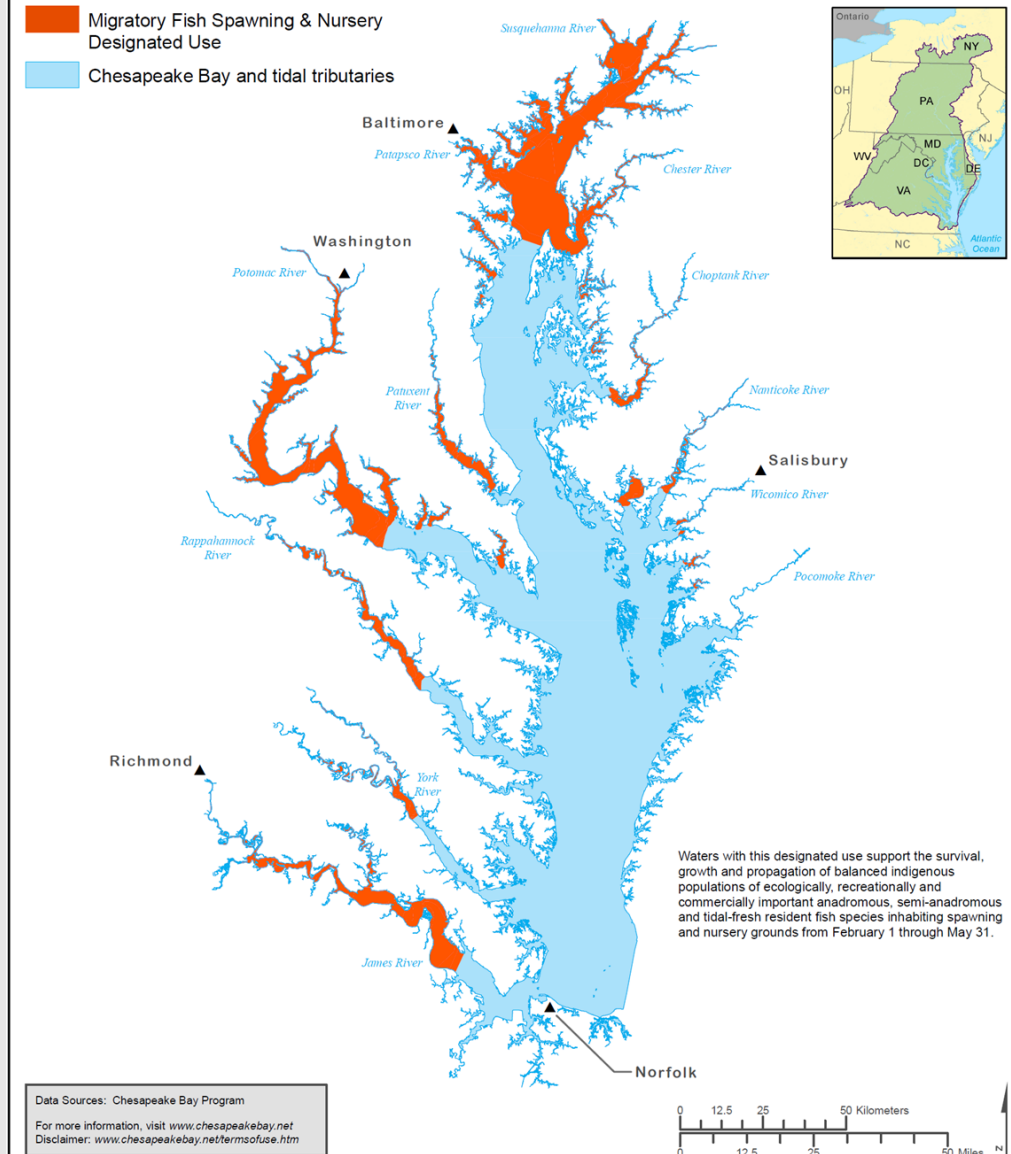 Migratory Fish Spawning & Nursery
Designated Use
Chesapeake Bay and tidal tributaries
Ontario
NY
OH
PA
NJ
WV
MD
DC
DE
VA
NC
Atlantic
Ocean
Susquehanna River
Baltimore
Patapsco River
Chester River
Washington
Potomac River
Choptank River
Patuxent
River
Nanticoke River
Salisbury
Wicomico River
Rappahannock
River
Pocomoke River
Richmond
York
River
James River
Norfolk
Waters with this designated use support the survival,
growth and propagation of balanced indigenous
populations of ecologically, recreationally and
commercially important anadromous, semi-anadromous
and tidal-fresh resident fish species inhabiting spawning
and nursery grounds from February 1 through May 31.
Data Sources: Chesapeake Bay Program
For more information, visit www.chesapeakebay.net
Disclaimer: www.chesapeakebay.net/termsofuse.htm
0 12.5 25 50 Kilometers
0 12.5 25 50 Miles
N